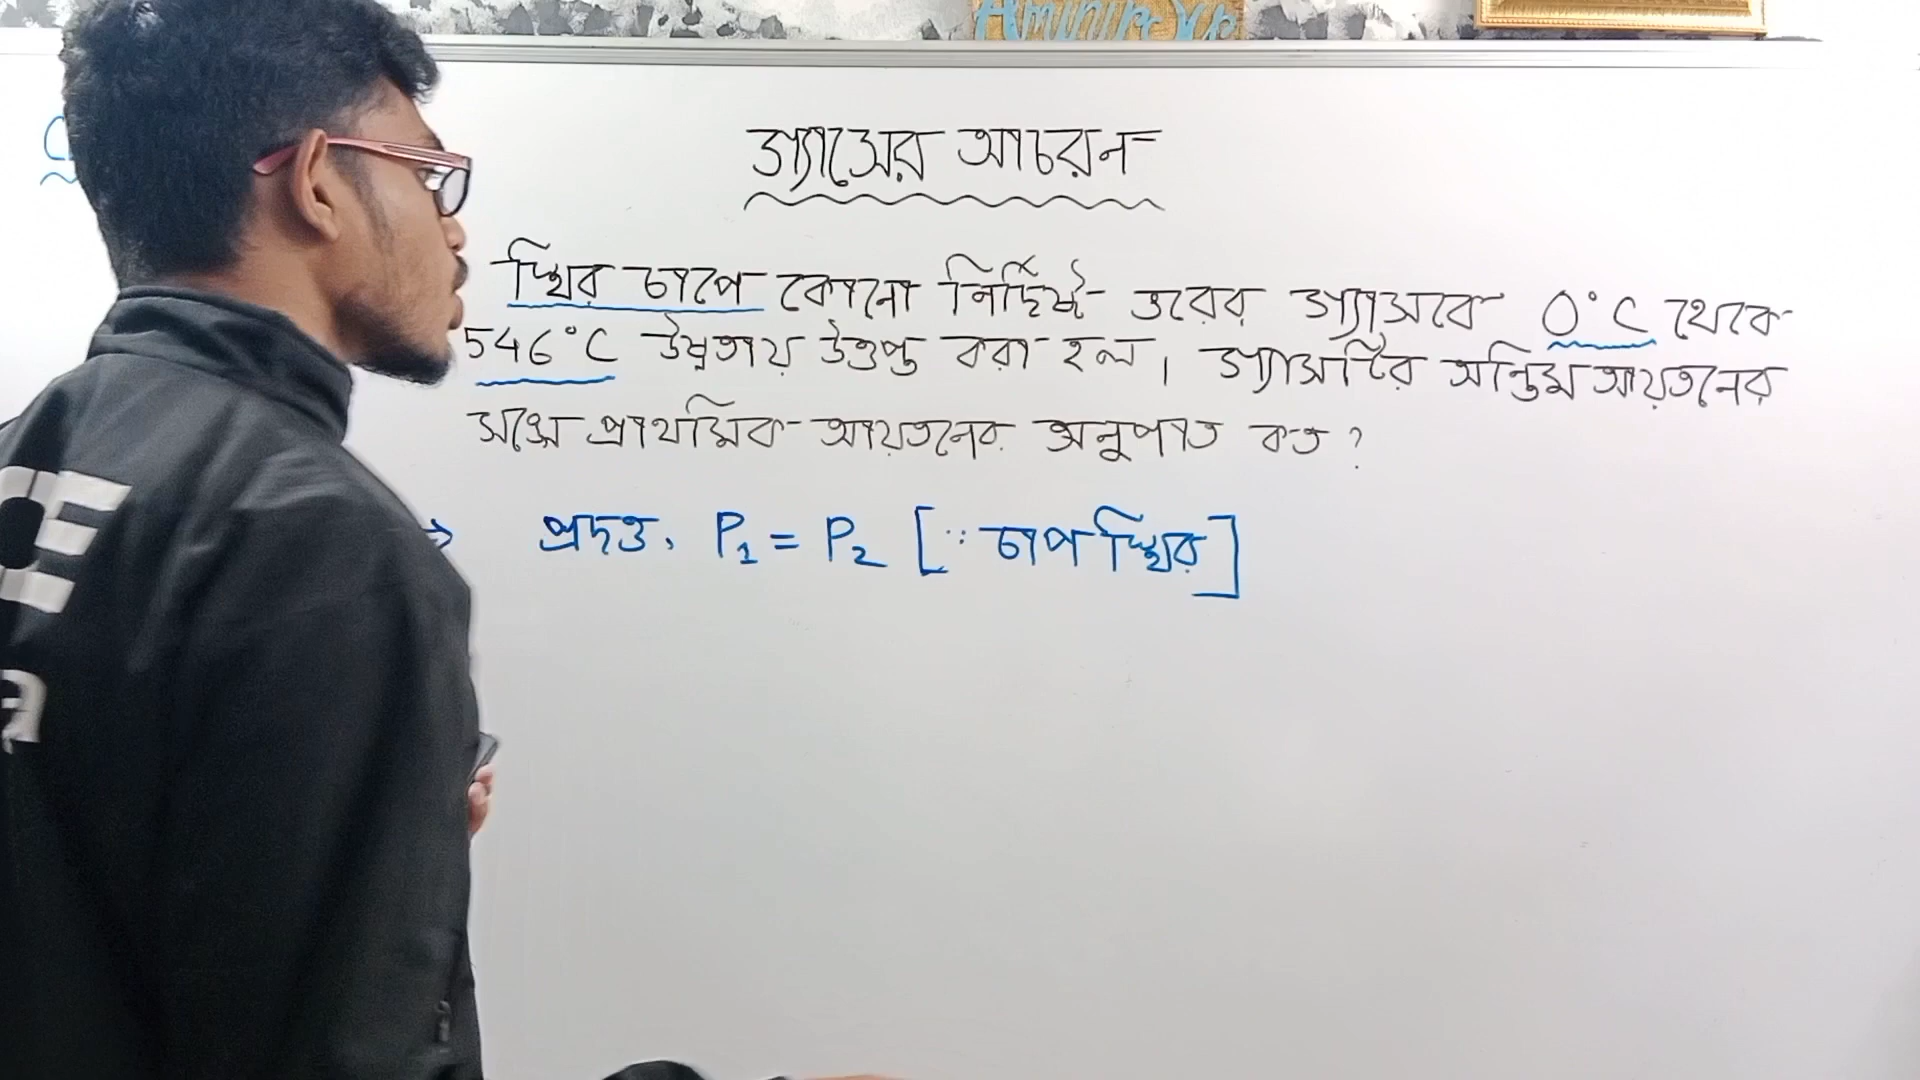 গ্যাসের আচরন
স্থির চাপে কোনো নির্দিষ্ট ভরের গ্যাসকে 0°C থেকে
546°C উষ্ণতায় উত্তপ্ত করা হল। গ্যাসটির অন্তিম আয়তনের
সঙ্গে প্রাথমিক আয়তনের অনুপাত কত?
→ প্রদত্ত, P₁ = P₂ [∵ চাপ স্থির]